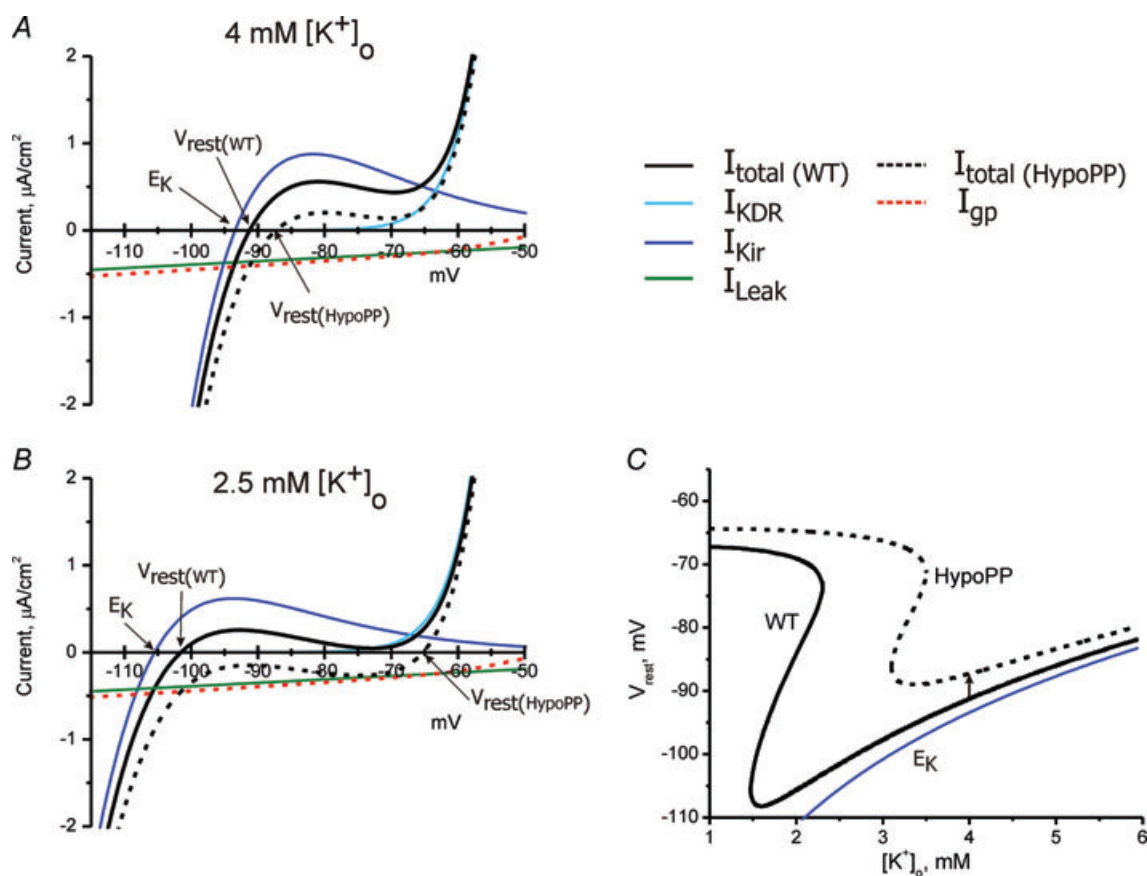 A
4 mM [K+]o
2
1
0
-1
-2
Current, µA/cm²
-110 -100 -90 -80 -70 -60 -50
mV
Vrest(WT)
EK
Vrest(HypoPP)
Itotal (WT)
Itotal (HypoPP)
IKDR
Igp
IKir
ILeak
B
2.5 mM [K+]o
2
1
0
-1
-2
Current, µA/cm²
-110 -100 -90 -80 -70 -60 -50
mV
Vrest(WT)
EK
Vrest(HypoPP)
C
-60
-70
-80
-90
-100
-110
Vrest, mV
HypoPP
WT
EK
1 2 3 4 5 6
[K+]o, mM